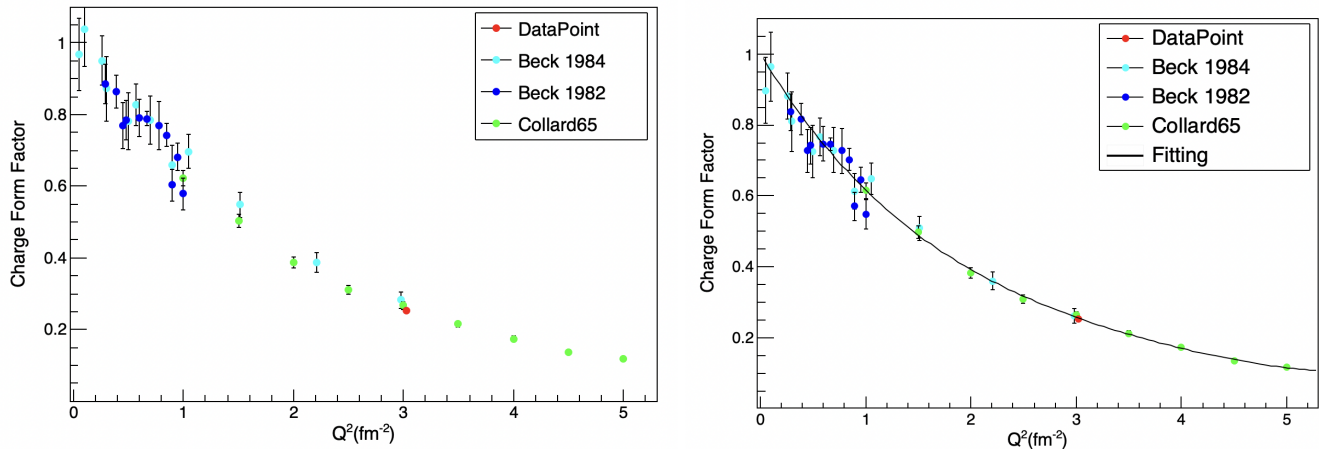 DataPoint
Beck 1984
Beck 1982
Collard65
Charge Form Factor
1
0.8
0.6
0.4
0.2
0 1 2 3 4 5
Q²(fm⁻²)
DataPoint
Beck 1984
Beck 1982
Collard65
Fitting
Charge Form Factor
1
0.8
0.6
0.4
0.2
0 1 2 3 4 5
Q²(fm⁻²)